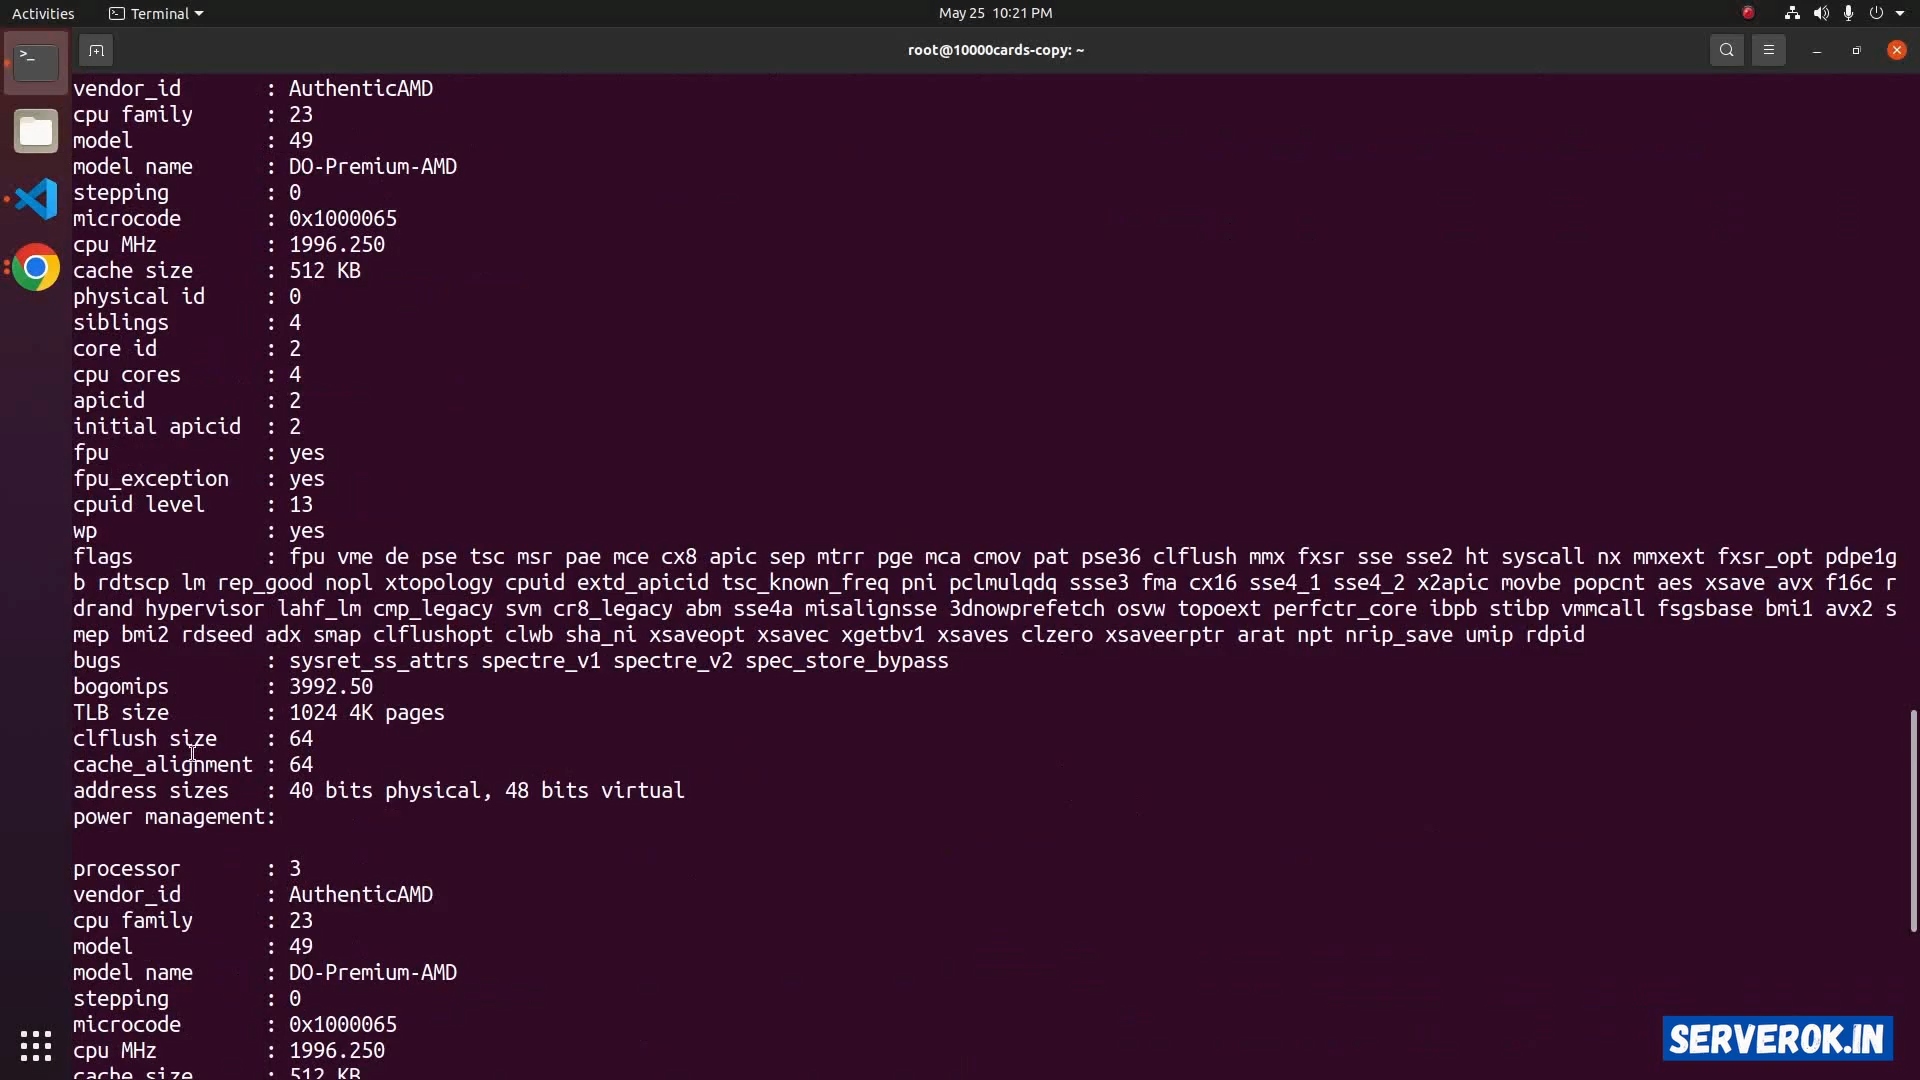 Activities
Terminal
May 25 10:21 PM
root@10000cards-copy: ~
vendor_id : AuthenticAMD
cpu family : 23
model : 49
model name : DO-Premium-AMD
stepping : 0
microcode : 0x1000065
cpu MHz : 1996.250
cache size : 512 KB
physical id : 0
siblings : 4
core id : 2
cpu cores : 4
apicid : 2
initial apicid : 2
fpu : yes
fpu_exception : yes
cpuid level : 13
wp : yes
flags : fpu vme de pse tsc msr pae mce cx8 apic sep mtrr pge mca cmov pat pse36 clflush mmx fxsr sse sse2 ht syscall nx mmxext fxsr_opt pdpe1g
b rdtscp lm rep_good nopl xtopology cpuid extd_apicid tsc_known_freq pni pclmulqdq ssse3 fma cx16 sse4_1 sse4_2 x2apic movbe popcnt aes xsave avx f16c r
drand hypervisor lahf_lm cmp_legacy svm cr8_legacy abm sse4a misalignsse 3dnowprefetch osvw topoext perfctr_core ibpb stibp vmmcall fsgsbase bmi1 avx2 s
mep bmi2 rdseed adx smap clflushopt clwb sha_ni xsaveopt xsavec xgetbv1 xsaves clzero xsaveerptr arat npt nrip_save umip rdpid
bugs : sysret_ss_attrs spectre_v1 spectre_v2 spec_store_bypass
bogomips : 3992.50
TLB size : 1024 4K pages
clflush size : 64
cache_alignment : 64
address sizes : 40 bits physical, 48 bits virtual
power management:
processor : 3
vendor_id : AuthenticAMD
cpu family : 23
model : 49
model name : DO-Premium-AMD
stepping : 0
microcode : 0x1000065
cpu MHz : 1996.250
cache size : 512 KB
SERVEROK.IN